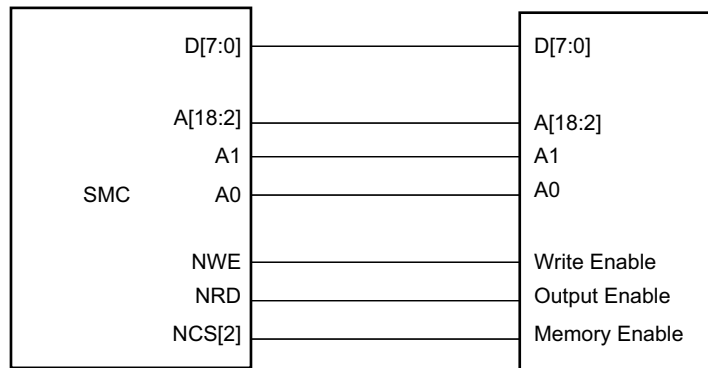 D[7:0] D[7:0]
A[18:2] A[18:2]
A1 A1
SMC A0 A0
NWE Write Enable
NRD Output Enable
NCS[2] Memory Enable